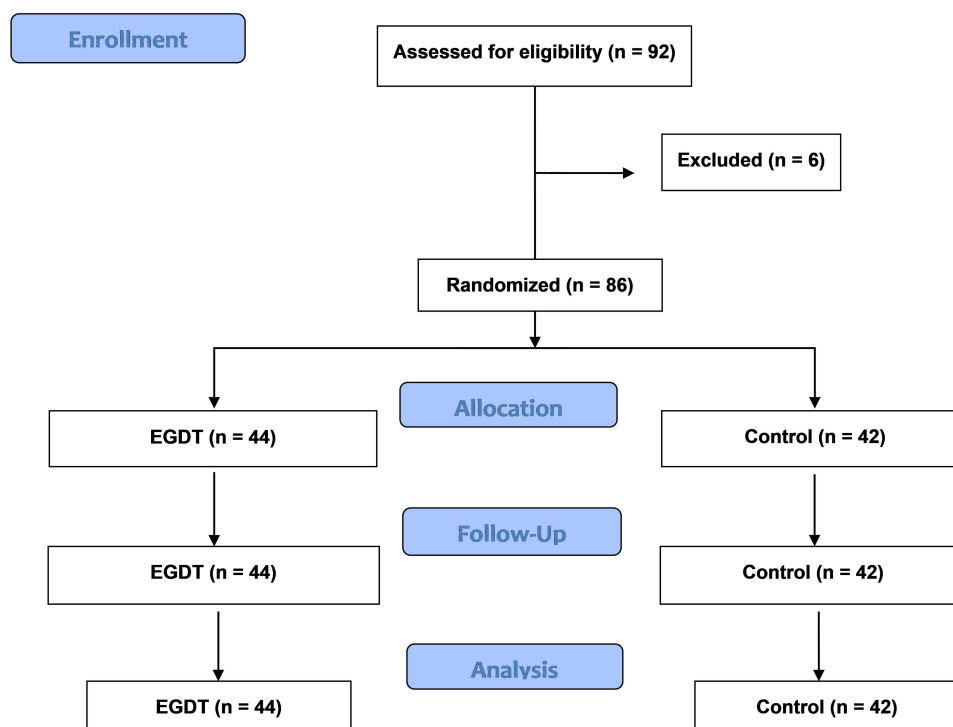 Enrollment
Assessed for eligibility (n = 92)
Excluded (n = 6)
Randomized (n = 86)
Allocation
EGDT (n = 44)
Control (n = 42)
Follow-Up
EGDT (n = 44)
Control (n = 42)
Analysis
EGDT (n = 44)
Control (n = 42)